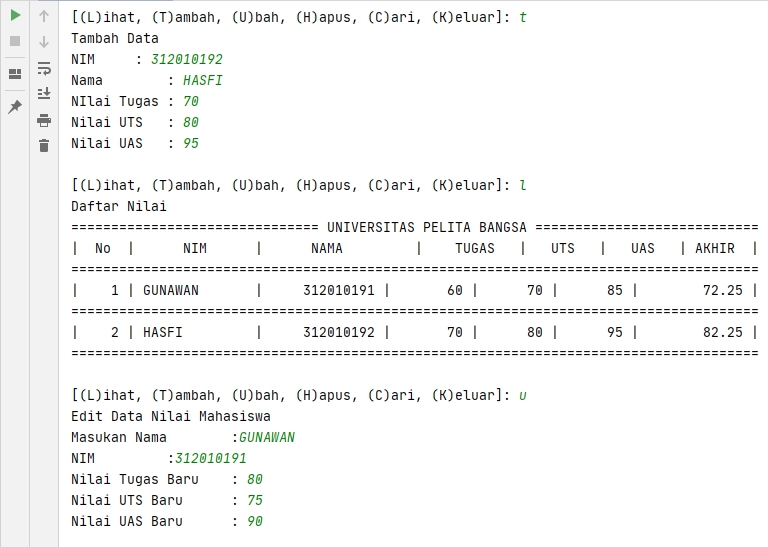 [(L)ihat, (T)ambah, (U)bah, (H)apus, (C)ari, (K)eluar]: t
Tambah Data
NIM     : 312010192
Nama        : HASFI
NIlai Tugas : 70
Nilai UTS   : 80
Nilai UAS   : 95
[(L)ihat, (T)ambah, (U)bah, (H)apus, (C)ari, (K)eluar]: l
Daftar Nilai
=============================== UNIVERSITAS PELITA BANGSA ============================
|  No  |      NIM      |      NAMA         |    TUGAS   |   UTS   |   UAS   | AKHIR  |
======================================================================================
|    1 | GUNAWAN       |     312010191 |       60 |      70 |      85 |        72.25 |
======================================================================================
|    2 | HASFI         |     312010192 |       70 |      80 |      95 |        82.25 |
======================================================================================
[(L)ihat, (T)ambah, (U)bah, (H)apus, (C)ari, (K)eluar]: u
Edit Data Nilai Mahasiswa
Masukan Nama        :GUNAWAN
NIM         :312010191
Nilai Tugas Baru    : 80
Nilai UTS Baru      : 75
Nilai UAS Baru      : 90